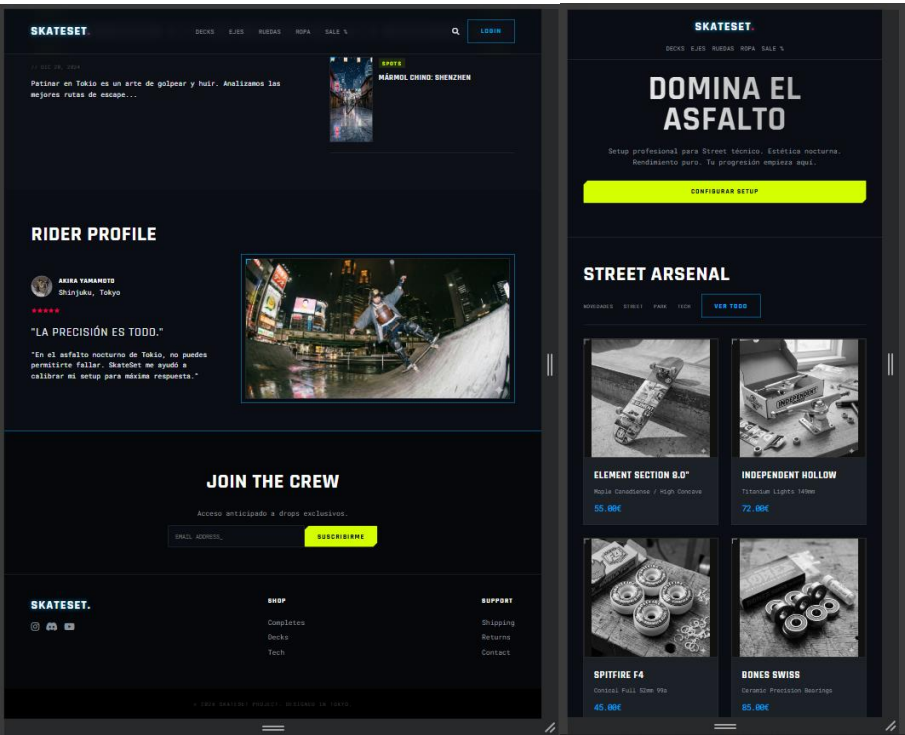 SKATESET.
DECKS EJES RUEDAS ROPA SALE %
LOGIN
// DIC 28, 2024
Patinar en Tokio es un arte de golpear y huir. Analizamos las
mejores rutas de escape...
SPOTS
MÁRMOL CHINO: SHENZHEN
RIDER PROFILE
AKIRA YAMAMOTO
Shinjuku, Tokyo
"LA PRECISIÓN ES TODO."
"En el asfalto nocturno de Tokio, no puedes
permitirte fallar. SkateSet me ayudó a
calibrar mi setup para máxima respuesta."
JOIN THE CREW
Acceso anticipado a drops exclusivos.
EMAIL ADDRESS_
SUSCRIBIRME
SKATESET.
SHOP
Completes
Decks
Tech
SUPPORT
Shipping
Returns
Contact
SKATESET.
DECKS EJES RUEDAS ROPA SALE %
DOMINA EL
ASFALTO
Setup profesional para Street técnico. Estética nocturna.
Rendimiento puro. Tu progresión empieza aquí.
CONFIGURAR SETUP
STREET ARSENAL
NOVEDADES STREET PARK TECH VER TODO
INDEPENDENT
ELEMENT SECTION 8.0"
Maple Canadiense / High Concave
55.00€
INDEPENDENT HOLLOW
Titanium Lights 149mm
72.00€
SPITFIRE F4
Conical Full 52mm 99a
45.00€
BONES SWISS
Ceramic Precision Bearings
85.00€